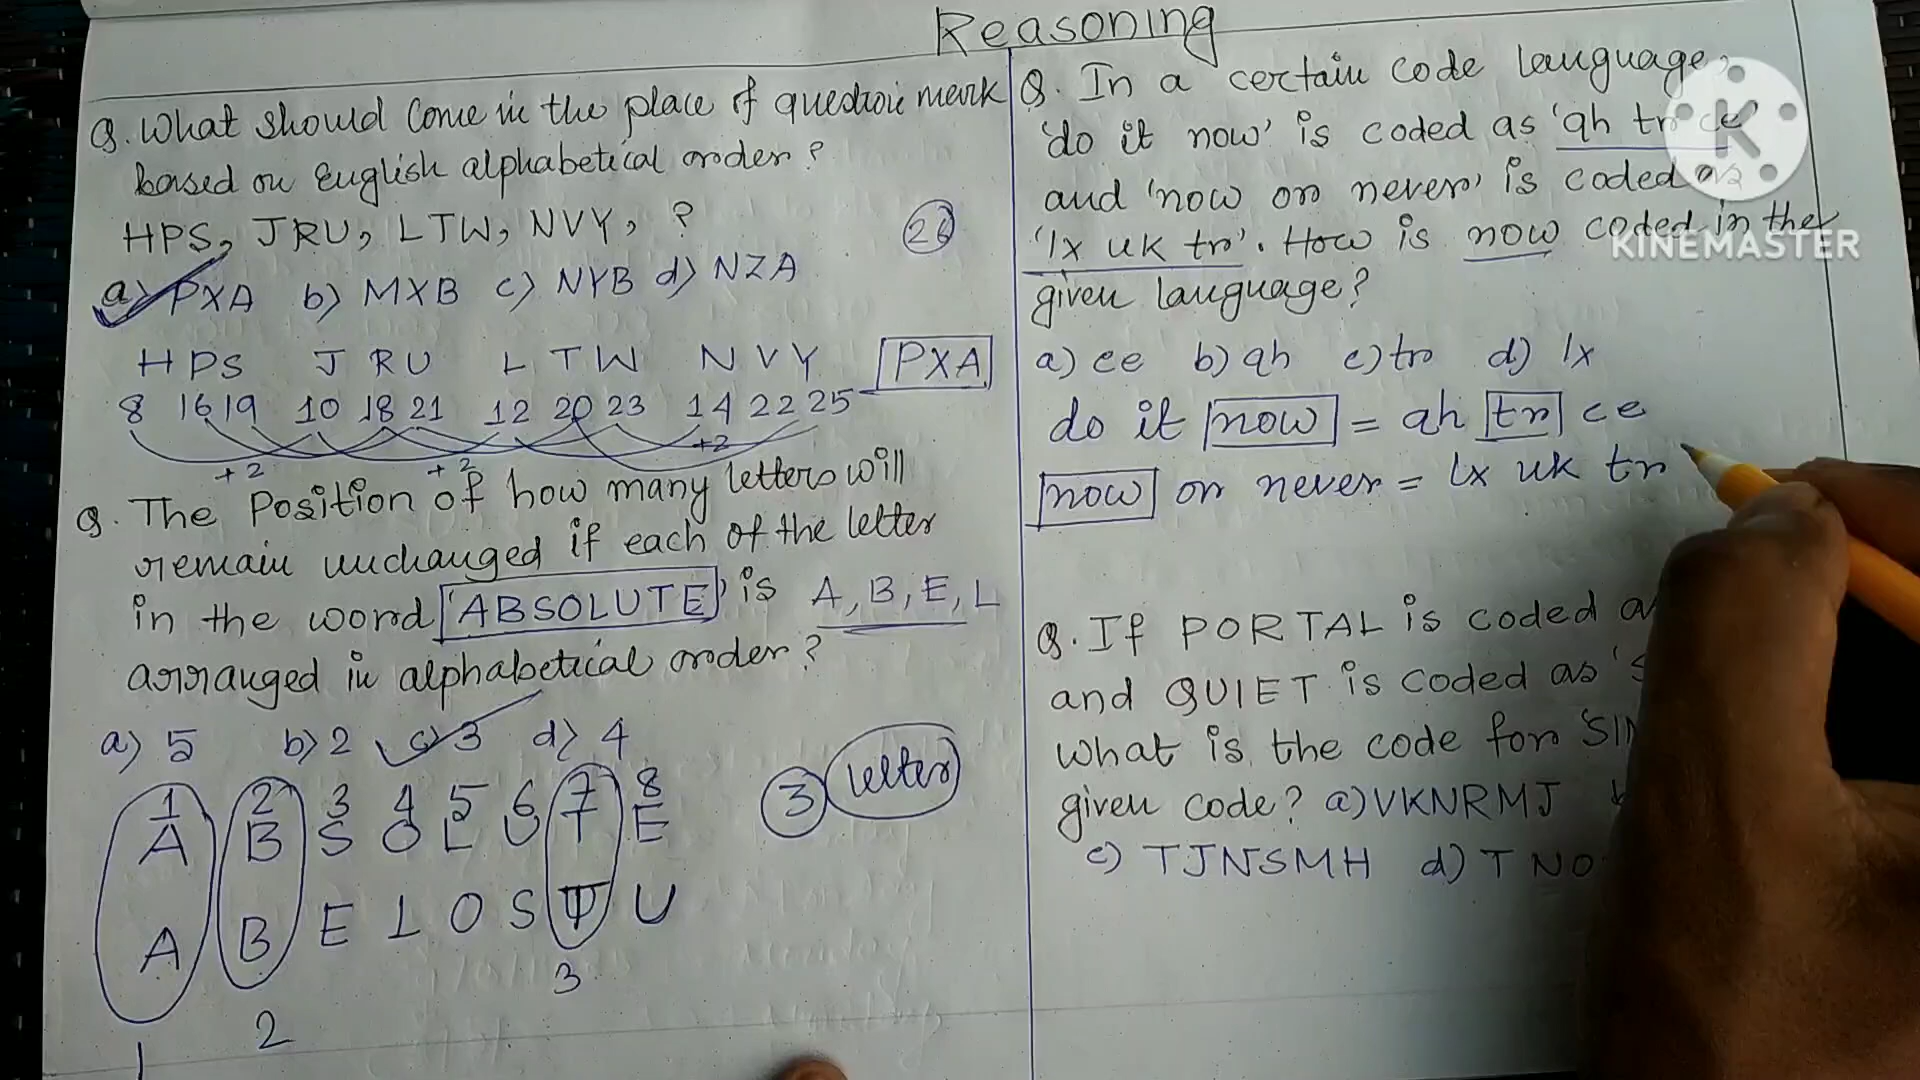 Reasoning
Q. What should come in the place of question mark
based on English alphabetical order?
HPS, JRU, LTW, NVY, ?
26
a) PXA b) MXB c) NYB d) NZA
H P S J R U L T W N V Y PXA
8 16 19 10 18 21 12 20 23 14 22 25
+2 +2 +2
Q. The Position of how many letters will
remain unchanged if each of the letter
in the word 'ABSOLUTE' is A, B, E, L
arranged in alphabetical order?
a) 5 b) 2 c) 3 d) 4
1 2 3 4 5 6 7 8
A B S O L U T E
3 letter
A B E L O S T U
3
2
1
Q. In a certain code language,
'do it now' is coded as 'qh tr ce'
and 'now or never' is coded as
'lx uk tr'. How is now coded in the
given language?
a) ce b) qh c) tr d) lx
do it now = qh tr ce
now or never = lx uk tr
Q. If PORTAL is coded
and QUIET is coded as
What is the code for
given code? a) VKNRMJ
c) TJNSMH d)
KINEMASTER